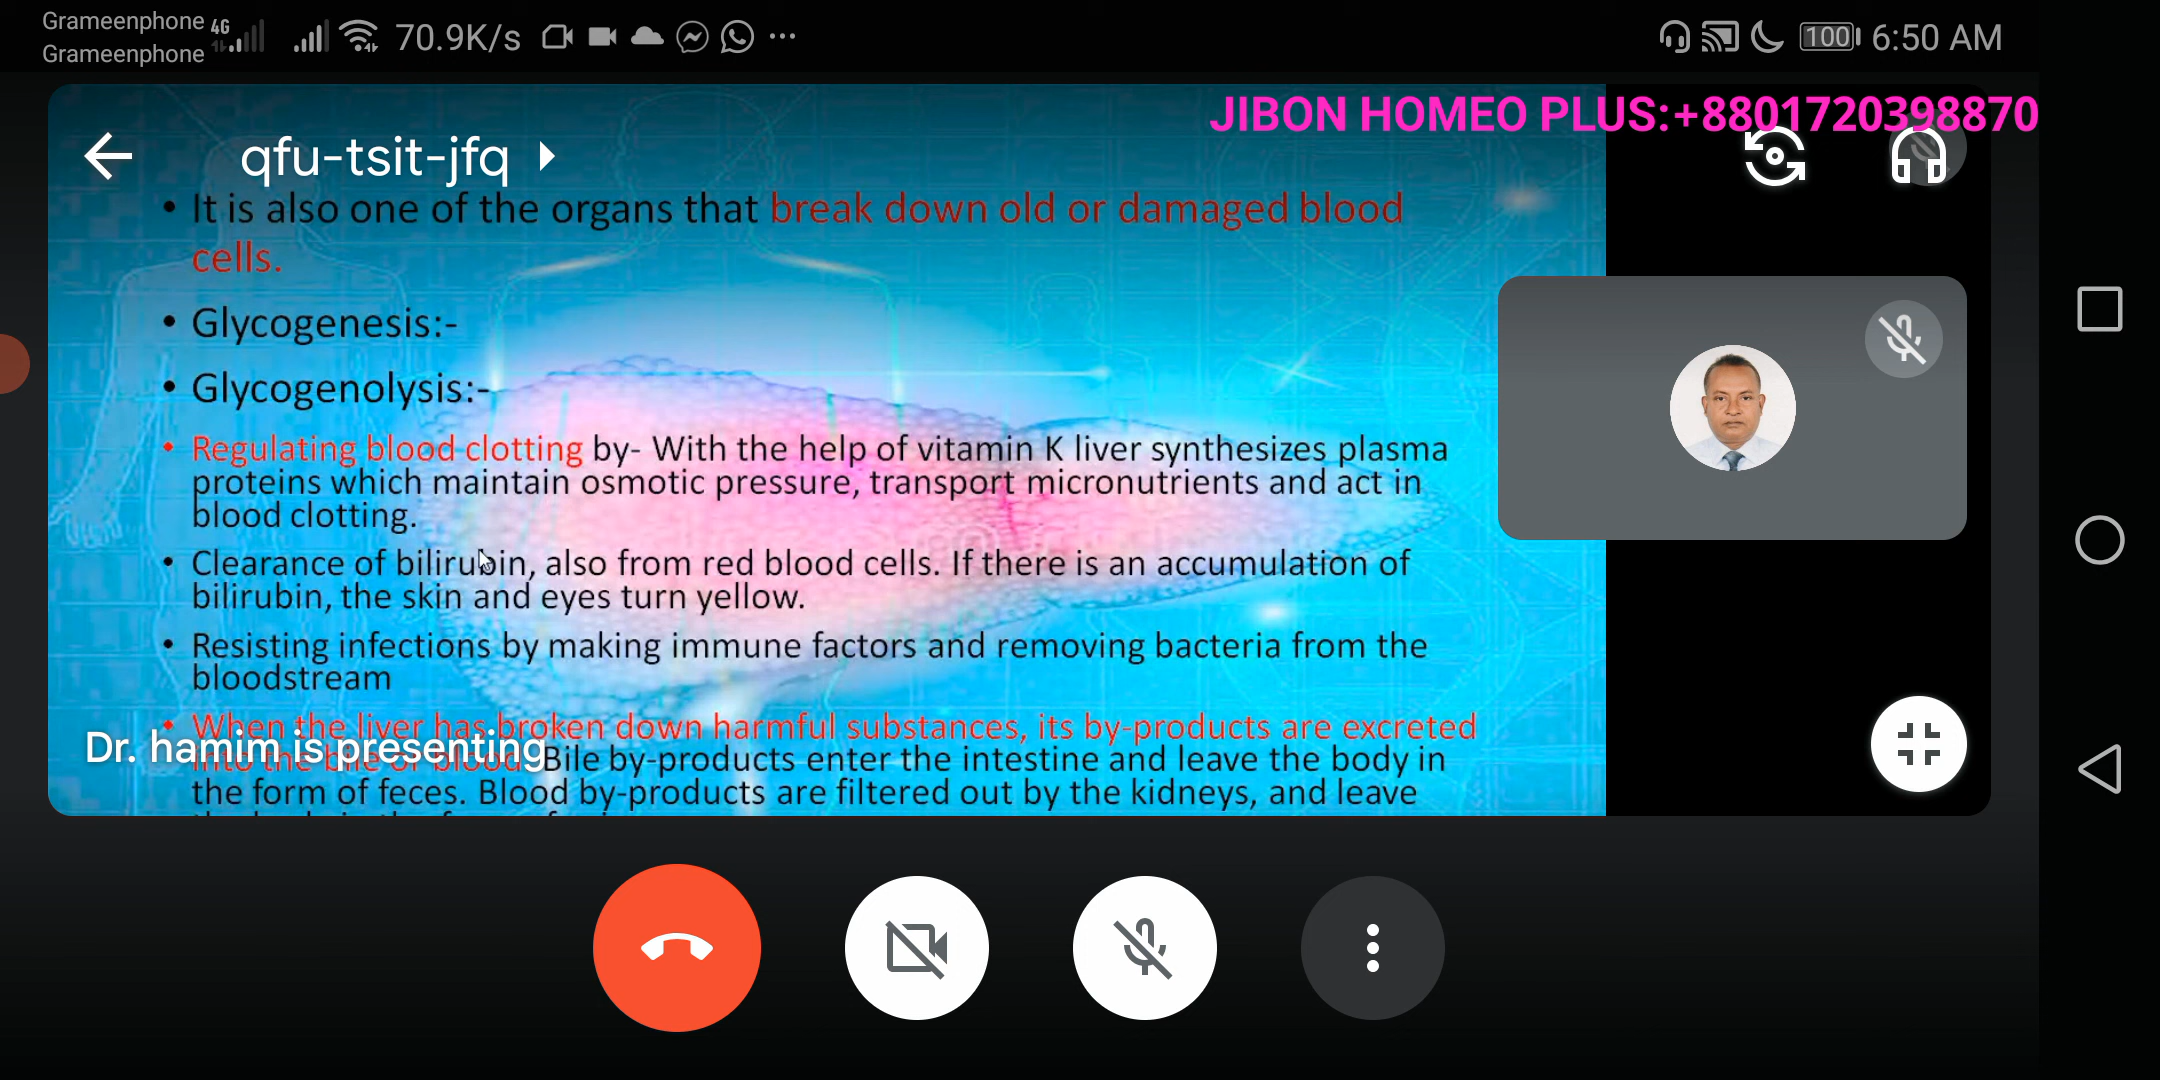 Grameenphone 4G
Grameenphone
70.9K/s
100
6:50 AM
JIBON HOMEO PLUS:+8801720398870
qfu-tsit-jfq
• It is also one of the organs that break down old or damaged blood
cells.
• Glycogenesis:-
• Glycogenolysis:-
• Regulating blood clotting by- With the help of vitamin K liver synthesizes plasma
proteins which maintain osmotic pressure, transport micronutrients and act in
blood clotting.
• Clearance of bilirubin, also from red blood cells. If there is an accumulation of
bilirubin, the skin and eyes turn yellow.
• Resisting infections by making immune factors and removing bacteria from the
bloodstream
• When the liver has broken down harmful substances, its by-products are excreted
Dr. hamim is presenting
into the bile or blood. Bile by-products enter the intestine and leave the body in
the form of feces. Blood by-products are filtered out by the kidneys, and leave